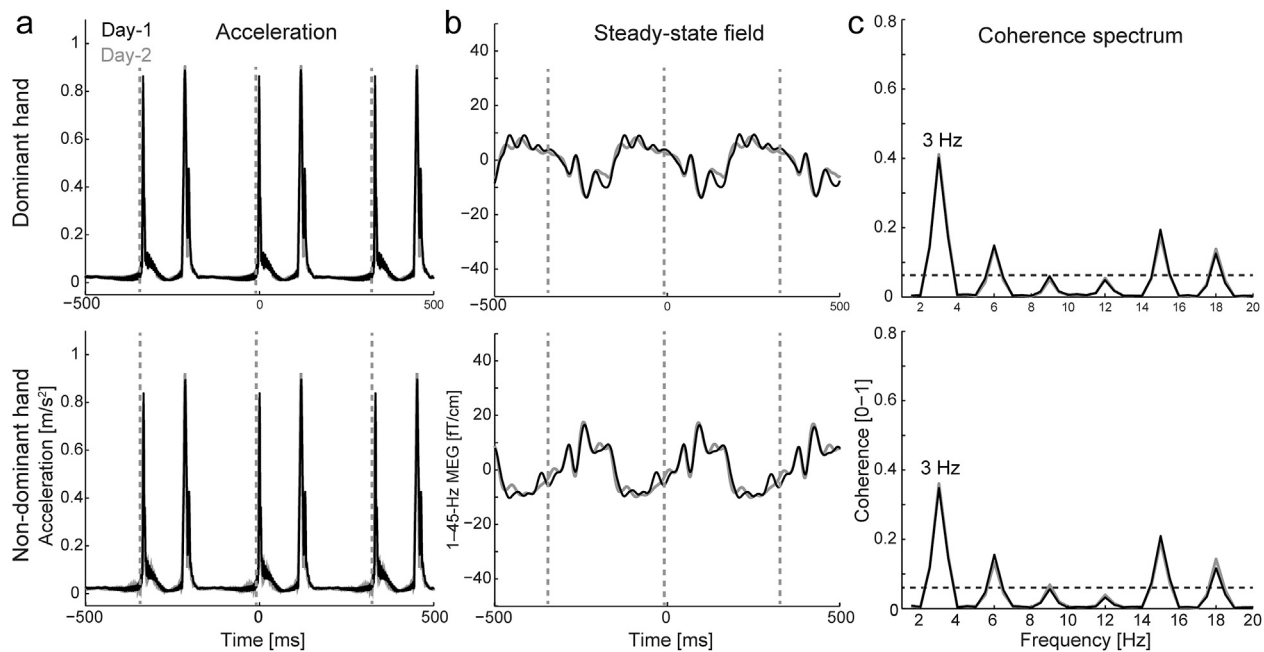 a
Day-1
Day-2
Acceleration
Dominant hand
1
0.8
0.6
0.4
0.2
0
−500
0
500
b
Steady-state field
40
20
0
−20
−40
−50
−500
0
500
c
Coherence spectrum
0.8
0.4
0.2
0
3 Hz
2 4 6 8 10 12 14 16 18 20
Non-dominant hand
Acceleration [m/s²]
1
0.8
0.6
0.4
0.2
0
−500
0
500
Time [ms]
1–45-Hz MEG [fT/cm]
40
20
0
−20
−40
−500
0
500
Time [ms]
Coherence [0−1]
0.8
0.4
0.2
0
3 Hz
2 4 6 8 10 12 14 16 18 20
Frequency [Hz]